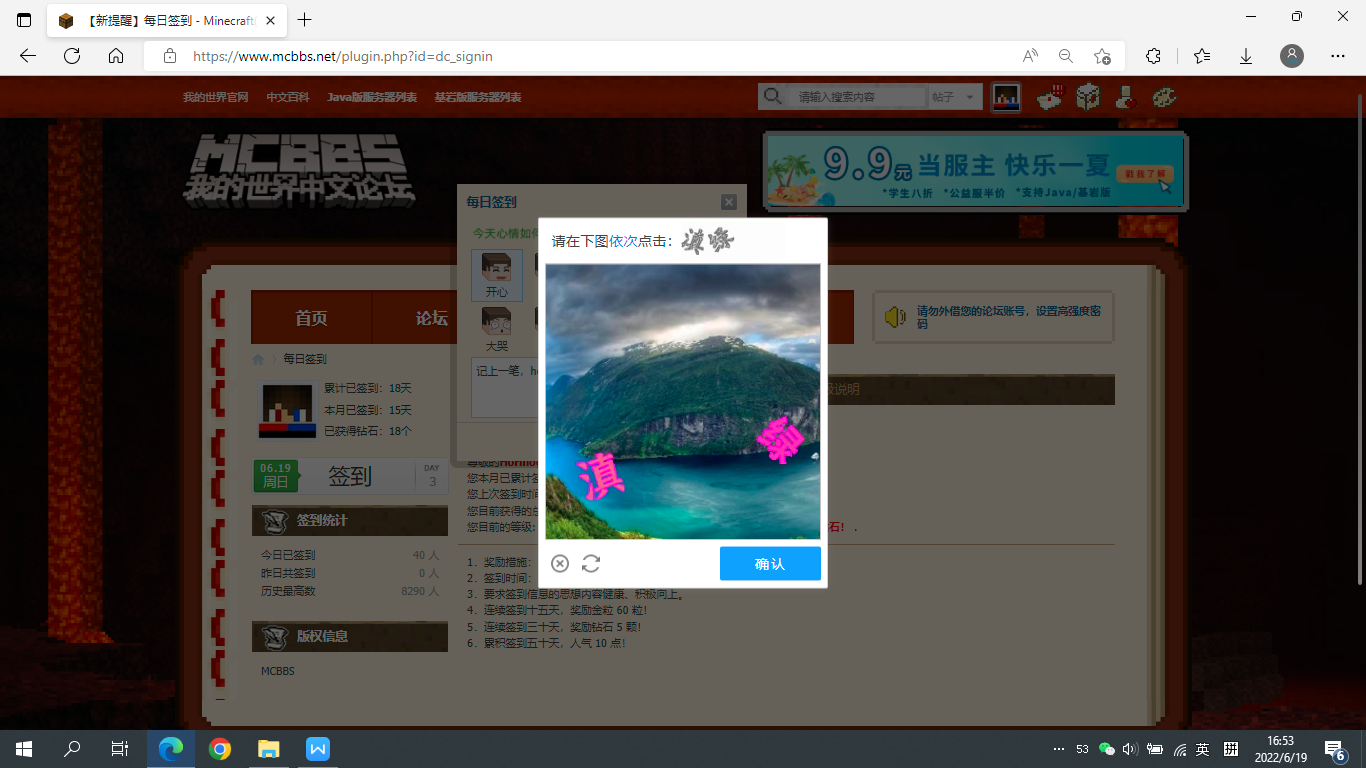 【新提醒】每日签到 - Minecraft(
https://www.mcbbs.net/plugin.php?id=dc_signin
我的世界官网 中文百科 Java版服务器列表 基岩版服务器列表
请输入搜索内容 帖子
MCBBS
我的世界中文论坛
9.9元 当服主 快乐一夏
戳我了解
*学生八折 *公益服半价 *支持Java/基岩版
每日签到
今天心情如何
开心
大哭
记上一笔，he
请在下图依次点击：
滇
确认
首页 论坛
请勿外借您的论坛账号，设置高强度密码
每日签到
级说明
累计已签到：18天
本月已签到：15天
已获得钻石：18个
06.19
周日
签到
DAY
3
您本月已累计签
您上次签到时间
您目前获得的总
您目前的等级：
石！ .
签到统计
今日已签到 40 人
昨日共签到 0 人
历史最高数 8290 人
版权信息
MCBBS
1. 奖励措施：
2. 签到时间：
3. 要求签到信息的思想内容健康、积极向上。
4. 连续签到十五天，奖励金粒 60 粒！
5. 连续签到三十天，奖励钻石 5 颗！
6. 累积签到五十天，人气 10 点！
53 英 拼
16:53
2022/6/19
6